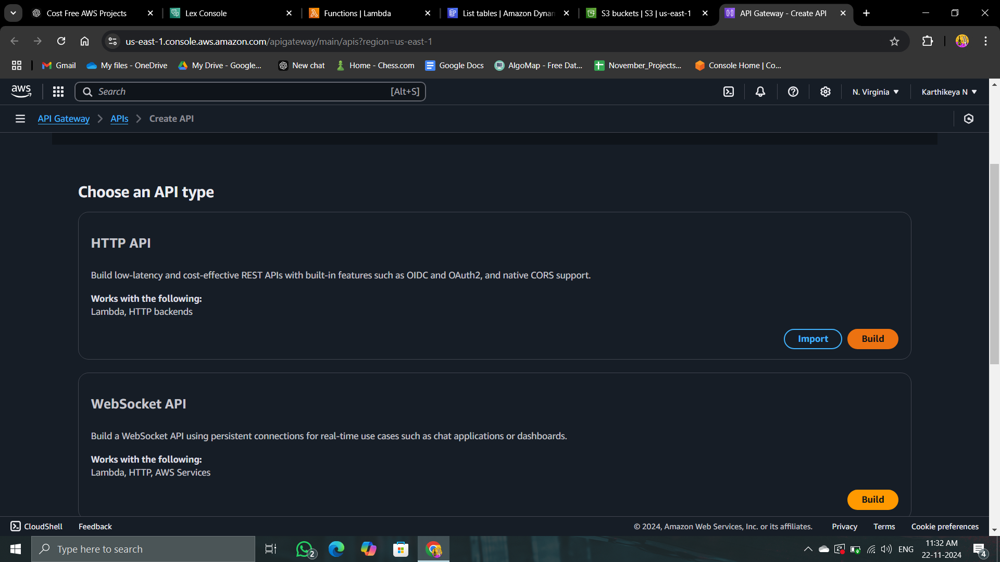 Cost Free AWS Projects
Lex Console
Functions | Lambda
List tables | Amazon Dynam
S3 buckets | S3 | us-east-1
API Gateway - Create API
us-east-1.console.aws.amazon.com/apigateway/main/apis?region=us-east-1
Gmail
My files - OneDrive
My Drive - Google...
New chat
Home - Chess.com
Google Docs
AlgoMap - Free Dat...
November_Projects...
Console Home | Co...
aws
Search
[Alt+S]
N. Virginia
Karthikeya N
API Gateway
APIs
Create API
Choose an API type
HTTP API
Build low-latency and cost-effective REST APIs with built-in features such as OIDC and OAuth2, and native CORS support.
Works with the following:
Lambda, HTTP backends
Import
Build
WebSocket API
Build a WebSocket API using persistent connections for real-time use cases such as chat applications or dashboards.
Works with the following:
Lambda, HTTP, AWS Services
Build
CloudShell
Feedback
© 2024, Amazon Web Services, Inc. or its affiliates.
Privacy
Terms
Cookie preferences
Type here to search
2
ENG
11:32 AM
22-11-2024
4